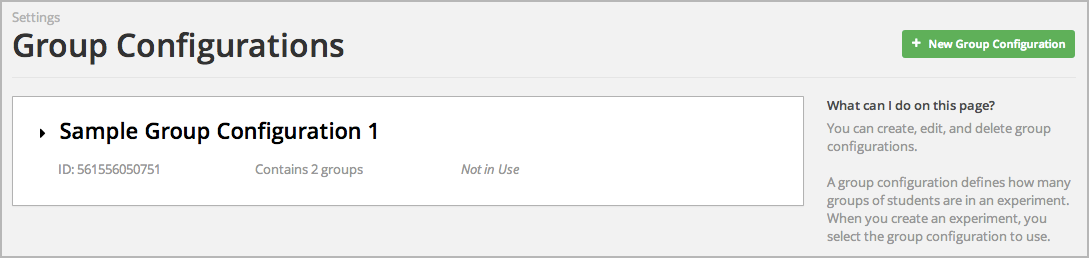 Settings
Group Configurations
+ New Group Configuration
Sample Group Configuration 1
ID: 561556050751 Contains 2 groups Not in Use
What can I do on this page?
You can create, edit, and delete group
configurations.
A group configuration defines how many
groups of students are in an experiment.
When you create an experiment, you
select the group configuration to use.